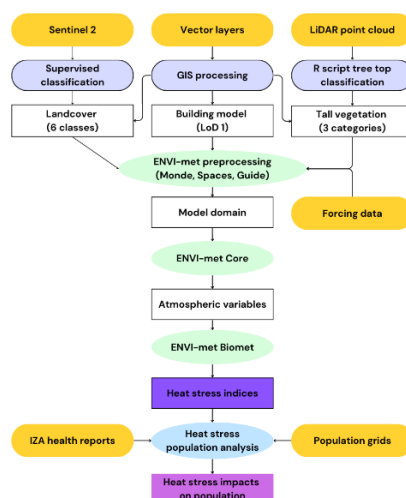 Sentinel 2
Vector layers
LiDAR point cloud
Supervised
classification
GIS processing
R script tree top
classification
Landcover
(6 classes)
Building model
(LoD 1)
Tall vegetation
(3 categories)
ENVI-met preprocessing
(Monde, Spaces, Guide)
Model domain
Forcing data
ENVI-met Core
Atmospheric variables
ENVI-met Biomet
Heat stress indices
IZA health reports
Heat stress
population analysis
Population grids
Heat stress impacts
on population